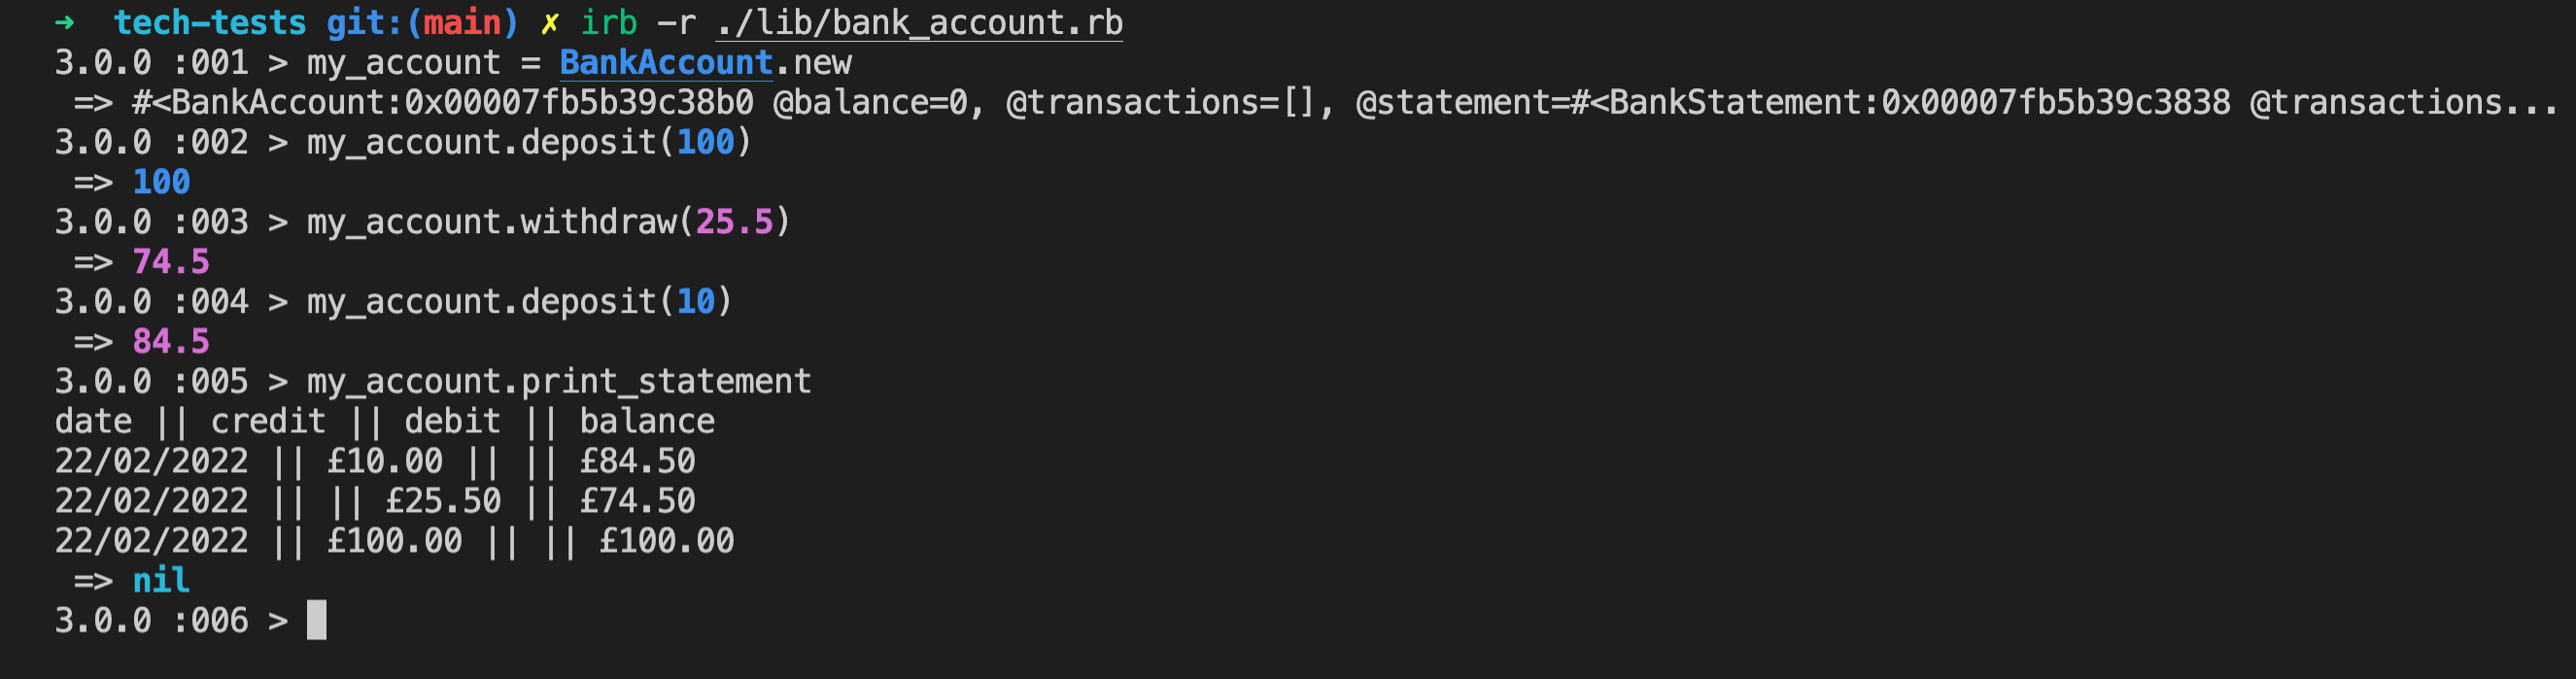 ➜  tech-tests git:(main) ✗ irb -r ./lib/bank_account.rb
3.0.0 :001 > my_account = BankAccount.new
 => #<BankAccount:0x00007fb5b39c38b0 @balance=0, @transactions=[], @statement=#<BankStatement:0x00007fb5b39c3838 @transactions...
3.0.0 :002 > my_account.deposit(100)
 => 100
3.0.0 :003 > my_account.withdraw(25.5)
 => 74.5
3.0.0 :004 > my_account.deposit(10)
 => 84.5
3.0.0 :005 > my_account.print_statement
date || credit || debit || balance
22/02/2022 || £10.00 || || £84.50
22/02/2022 || || £25.50 || £74.50
22/02/2022 || £100.00 || || £100.00
 => nil
3.0.0 :006 >